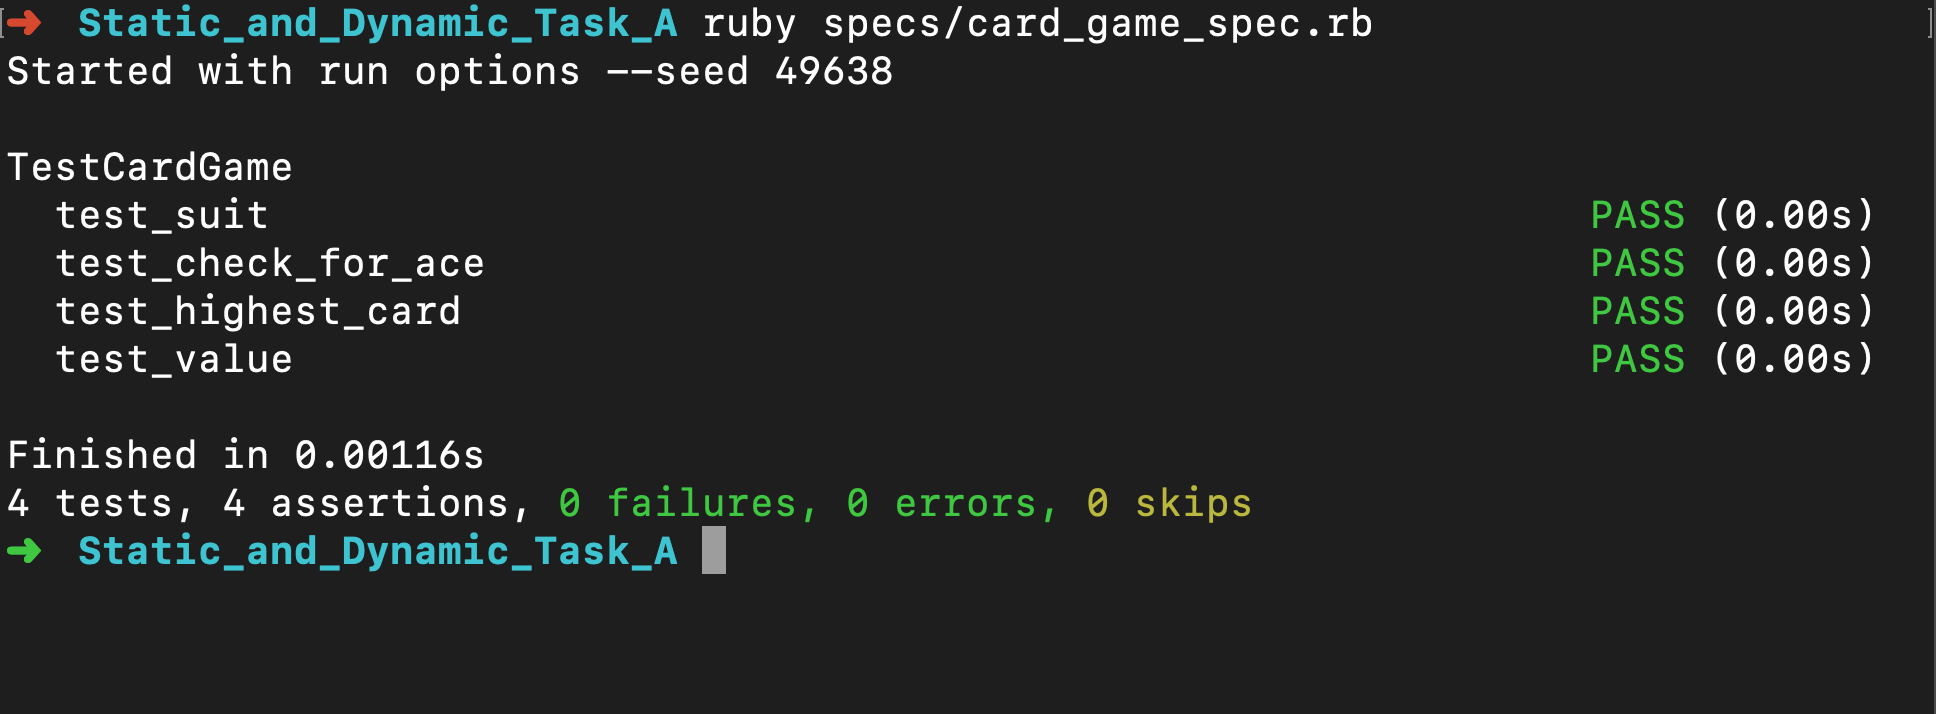 ➜ Static_and_Dynamic_Task_A ruby specs/card_game_spec.rb
Started with run options --seed 49638
TestCardGame
test_suit PASS (0.00s)
test_check_for_ace PASS (0.00s)
test_highest_card PASS (0.00s)
test_value PASS (0.00s)
Finished in 0.00116s
4 tests, 4 assertions, 0 failures, 0 errors, 0 skips
➜ Static_and_Dynamic_Task_A